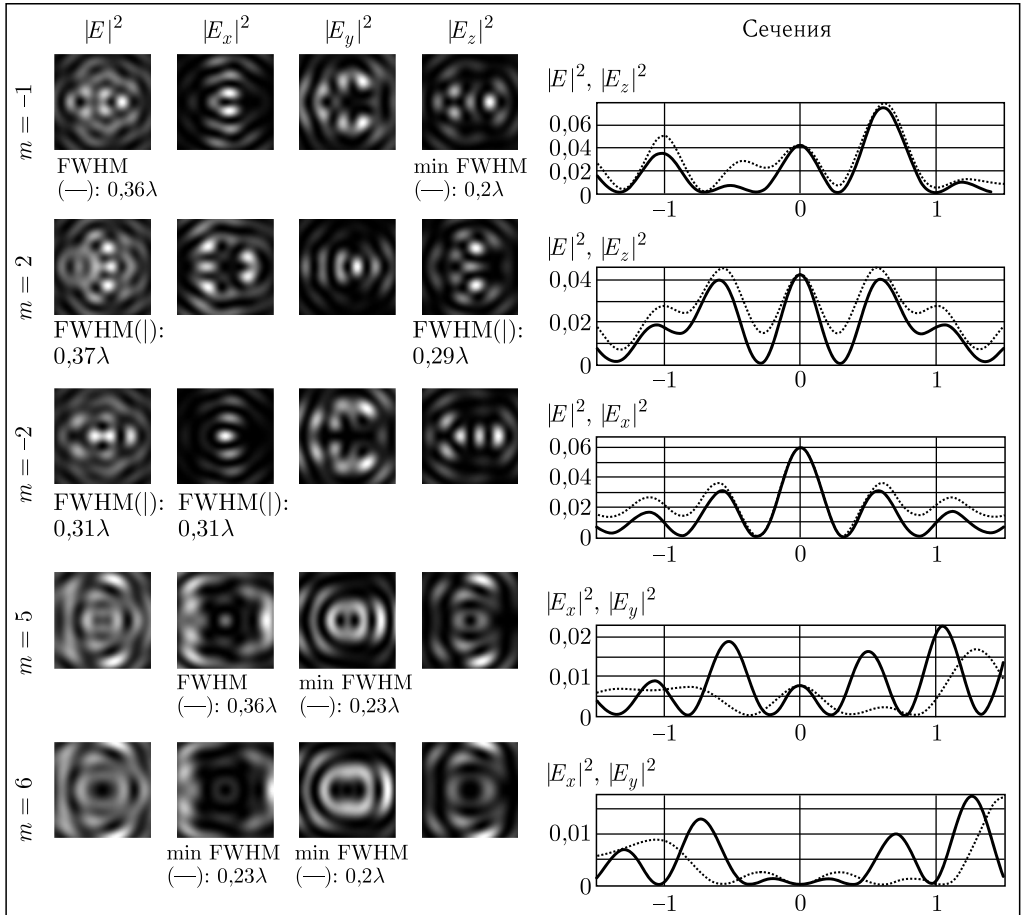 |E|² |Eₓ|² |E_y|² |E_z|² Сечения
m = −1
FWHM
(—): 0,36λ
min FWHM
(—): 0,2λ
|E|², |E_z|²
0,06
0,04
0,02
0
−1 0 1
m = 2
FWHM(|):
0,37λ
FWHM(|):
0,29λ
|E|², |E_z|²
0,04
0,02
0
−1 0 1
m = −2
FWHM(|):
0,31λ
FWHM(|):
0,31λ
|E|², |Eₓ|²
0,06
0,04
0,02
0
−1 0 1
m = 5
FWHM
(—): 0,36λ
min FWHM
(—): 0,23λ
|Eₓ|², |E_y|²
0,02
0,01
0
−1 0 1
m = 6
min FWHM
(—): 0,23λ
min FWHM
(—): 0,2λ
|Eₓ|², |E_y|²
0,01
0
−1 0 1